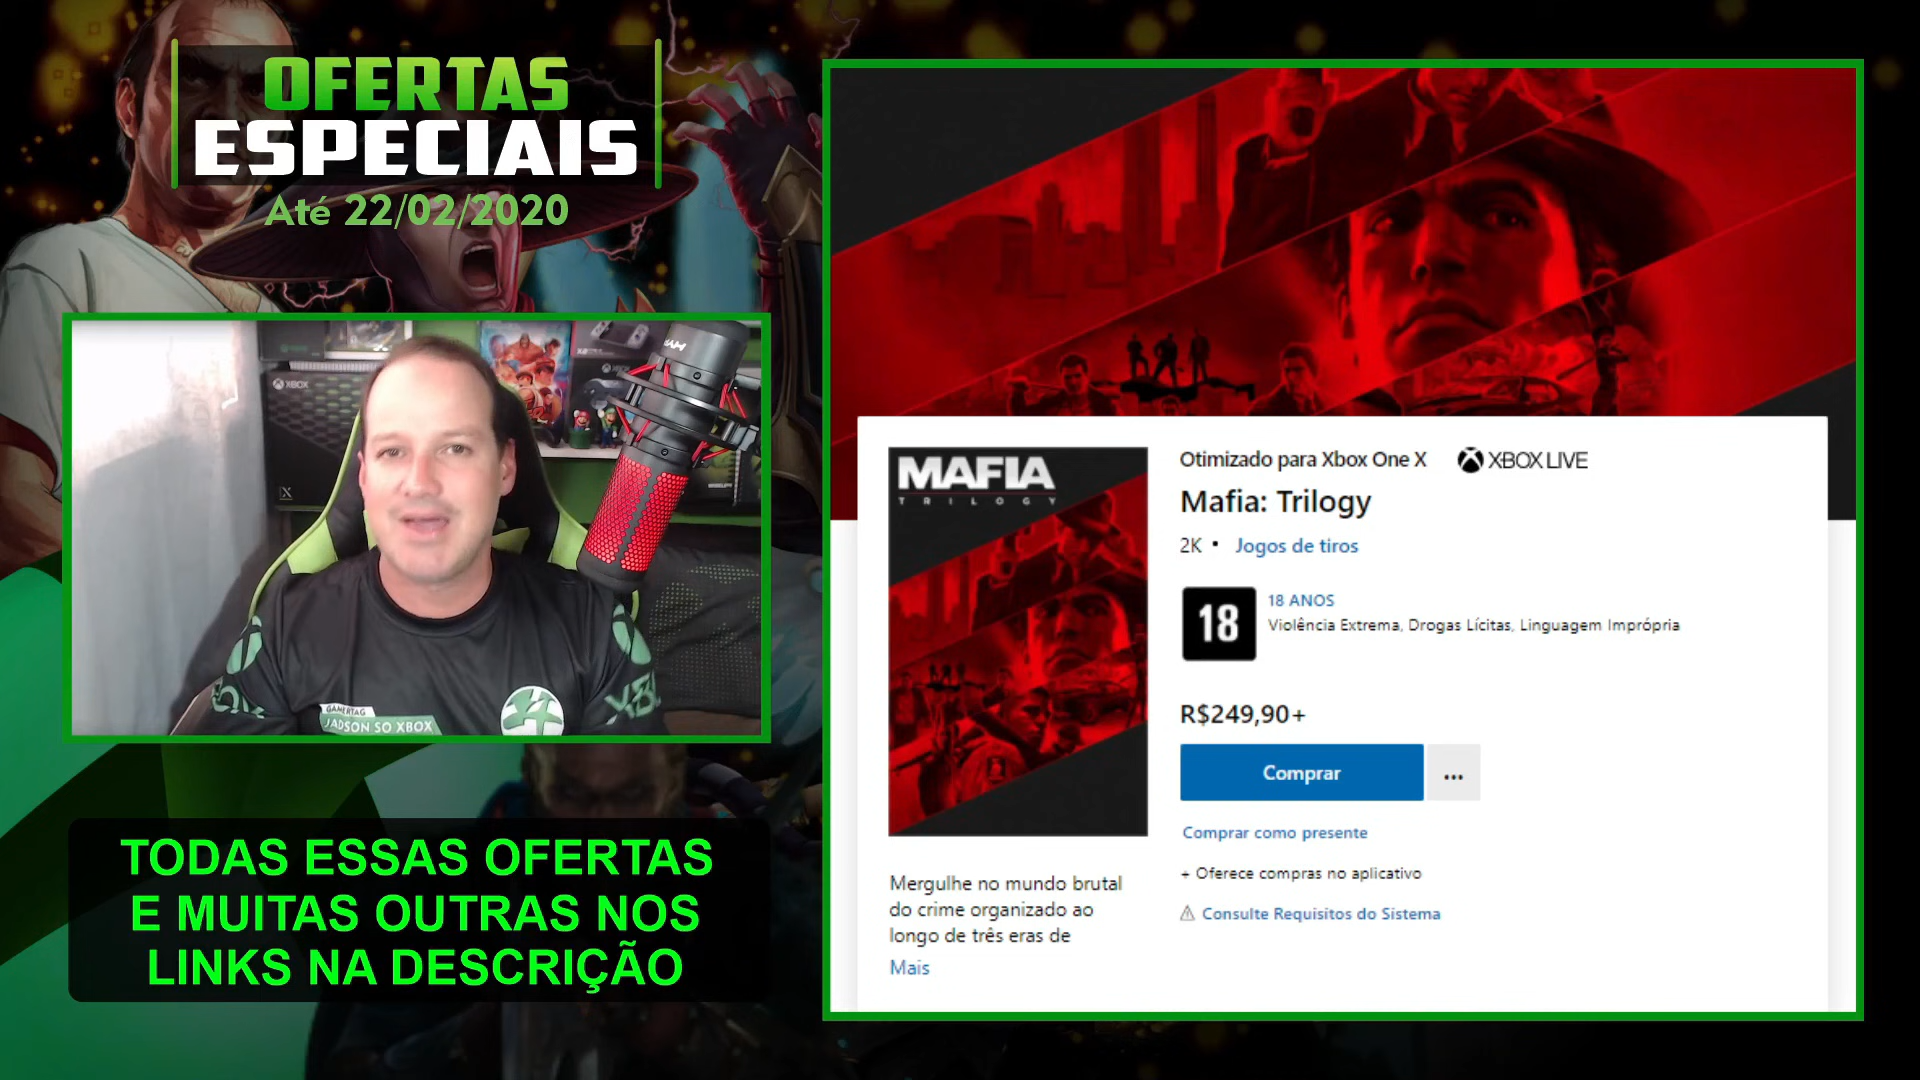 OFERTAS
ESPECIAIS
Até 22/02/2020
XBOX
X
GAMERTAG
JADSON SO XBOX
TODAS ESSAS OFERTAS
E MUITAS OUTRAS NOS
LINKS NA DESCRIÇÃO
MAFIA
TRILOGY
Otimizado para Xbox One X
XBOX LIVE
Mafia: Trilogy
2K • Jogos de tiros
18
18 ANOS
Violência Extrema, Drogas Lícitas, Linguagem Imprópria
R$249,90+
Comprar
...
Comprar como presente
+ Oferece compras no aplicativo
Consulte Requisitos do Sistema
Mergulhe no mundo brutal
do crime organizado ao
longo de três eras de
Mais